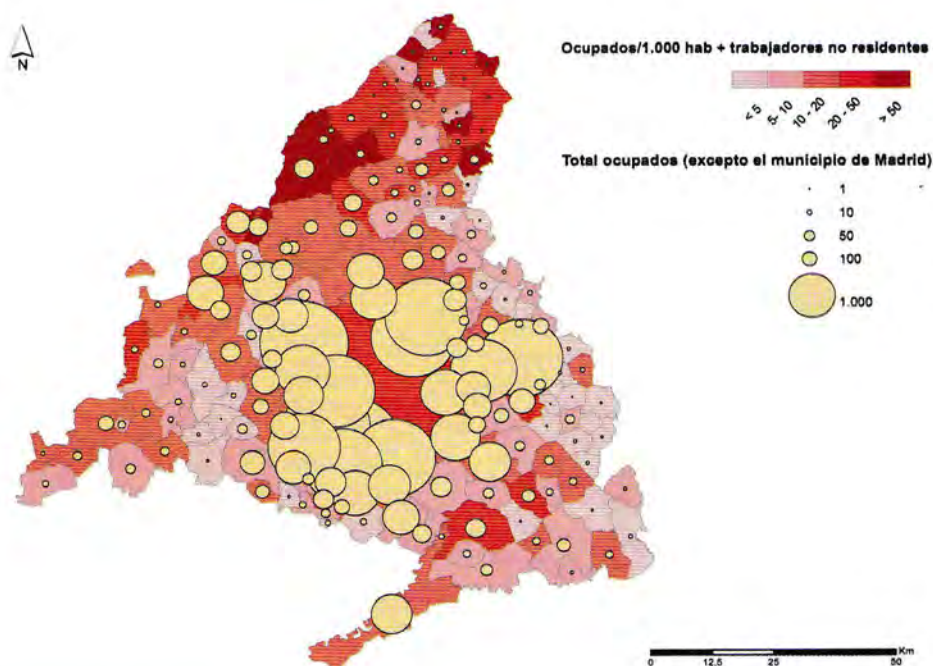 N
Ocupados/1.000 hab + trabajadores no residentes
< 5
5- 10
10 - 20
20 - 50
> 50
Total ocupados (excepto el municipio de Madrid)
1
10
50
100
1.000
Km
0 12,5 25 50